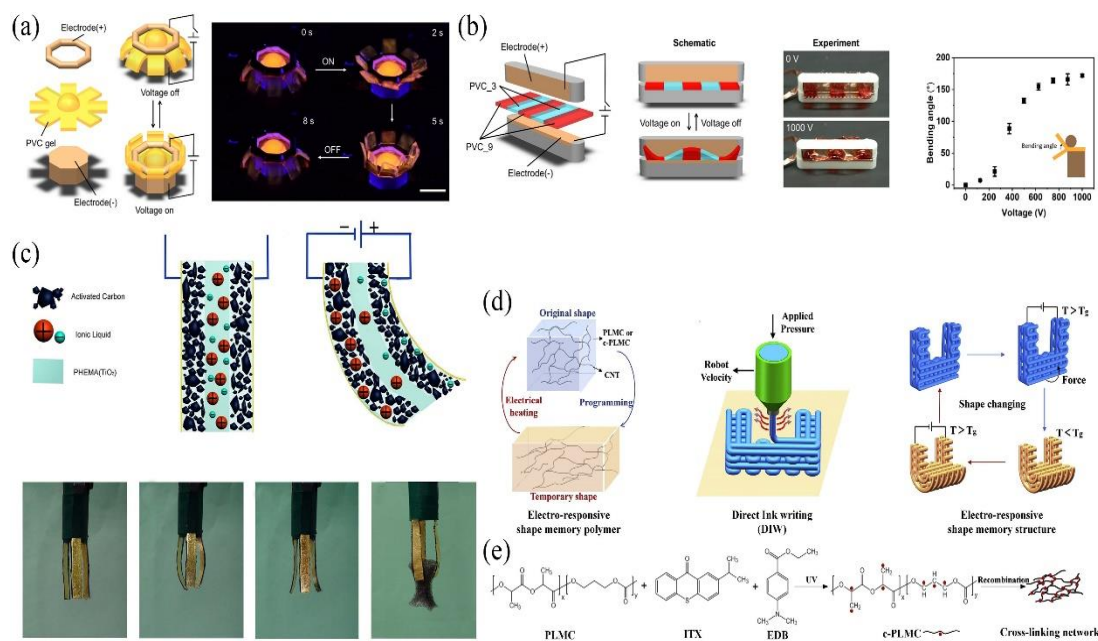 (a)
Electrode(+)
PVC gel
Electrode(-)
Voltage off
Voltage on
0 s
2 s
ON
8 s
5 s
OFF
(b)
Electrode(+)
PVC_3
PVC_9
Electrode(-)
Schematic
Voltage on
Voltage off
Experiment
0 V
1000 V
Bending angle (°)
200
150
100
50
0
Bending angle
0
200
400
600
800
1000
Voltage (V)
(c)
Activated Carbon
Ionic Liquid
PHEMA(TiO2)
− +
(d)
Original shape
PLMC or
c-PLMC
CNT
Electrical
heating
Programming
Temporary shape
Electro-responsive
shape memory polymer
Applied
Pressure
Robot
Velocity
Direct Ink writing
(DIW)
T>Tg
Force
Shape changing
T>Tg
T<Tg
Electro-responsive
shape memory structure
(e)
PLMC
+
ITX
+
EDB
UV
c-PLMC
Recombination
Cross-linking network